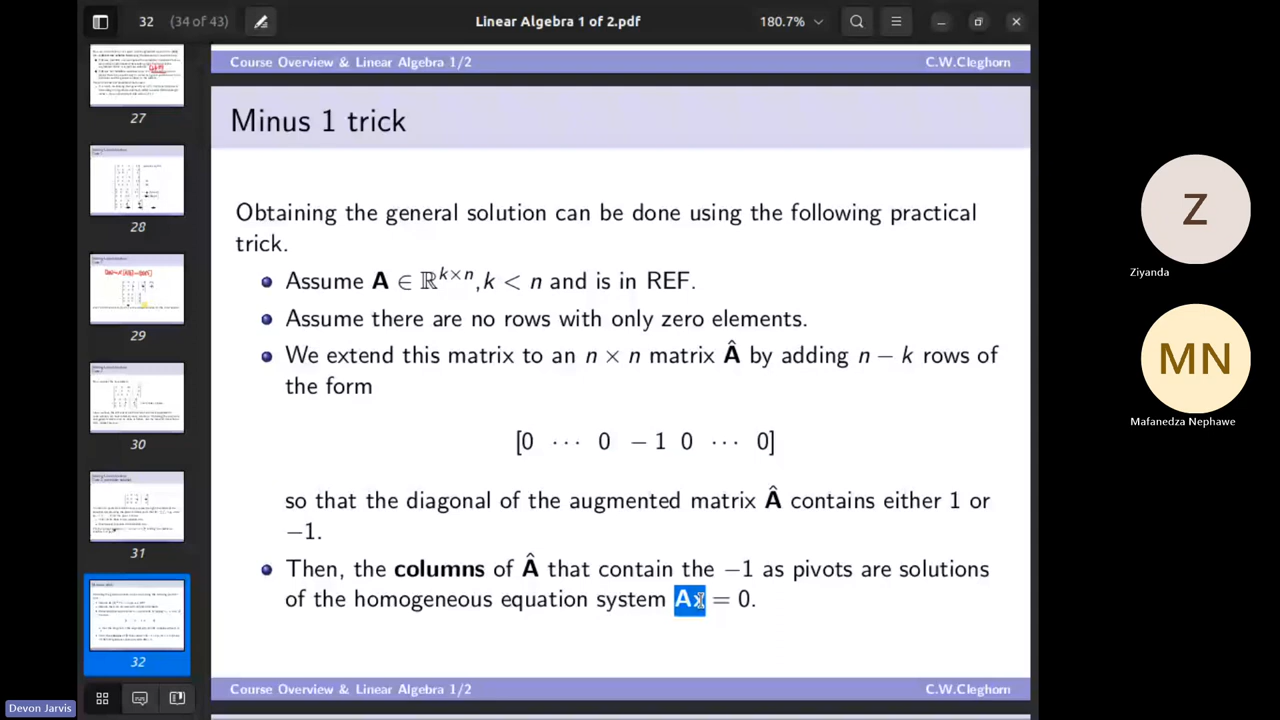 32 (34 of 43)
Linear Algebra 1 of 2.pdf
180.7%
Course Overview & Linear Algebra 1/2 C.W.Cleghorn
Minus 1 trick
Obtaining the general solution can be done using the following practical
trick.
Assume A ∈ ℝ^{k×n}, k < n and is in REF.
Assume there are no rows with only zero elements.
We extend this matrix to an n × n matrix Â by adding n − k rows of
the form
[0 ⋯ 0 − 1 0 ⋯ 0]
so that the diagonal of the augmented matrix Â contains either 1 or
−1.
Then, the columns of Â that contain the −1 as pivots are solutions
of the homogeneous equation system Ax = 0.
Course Overview & Linear Algebra 1/2 C.W.Cleghorn
27
28
29
30
31
32
Z
Ziyanda
MN
Mafanedza Nephawe
Devon Jarvis